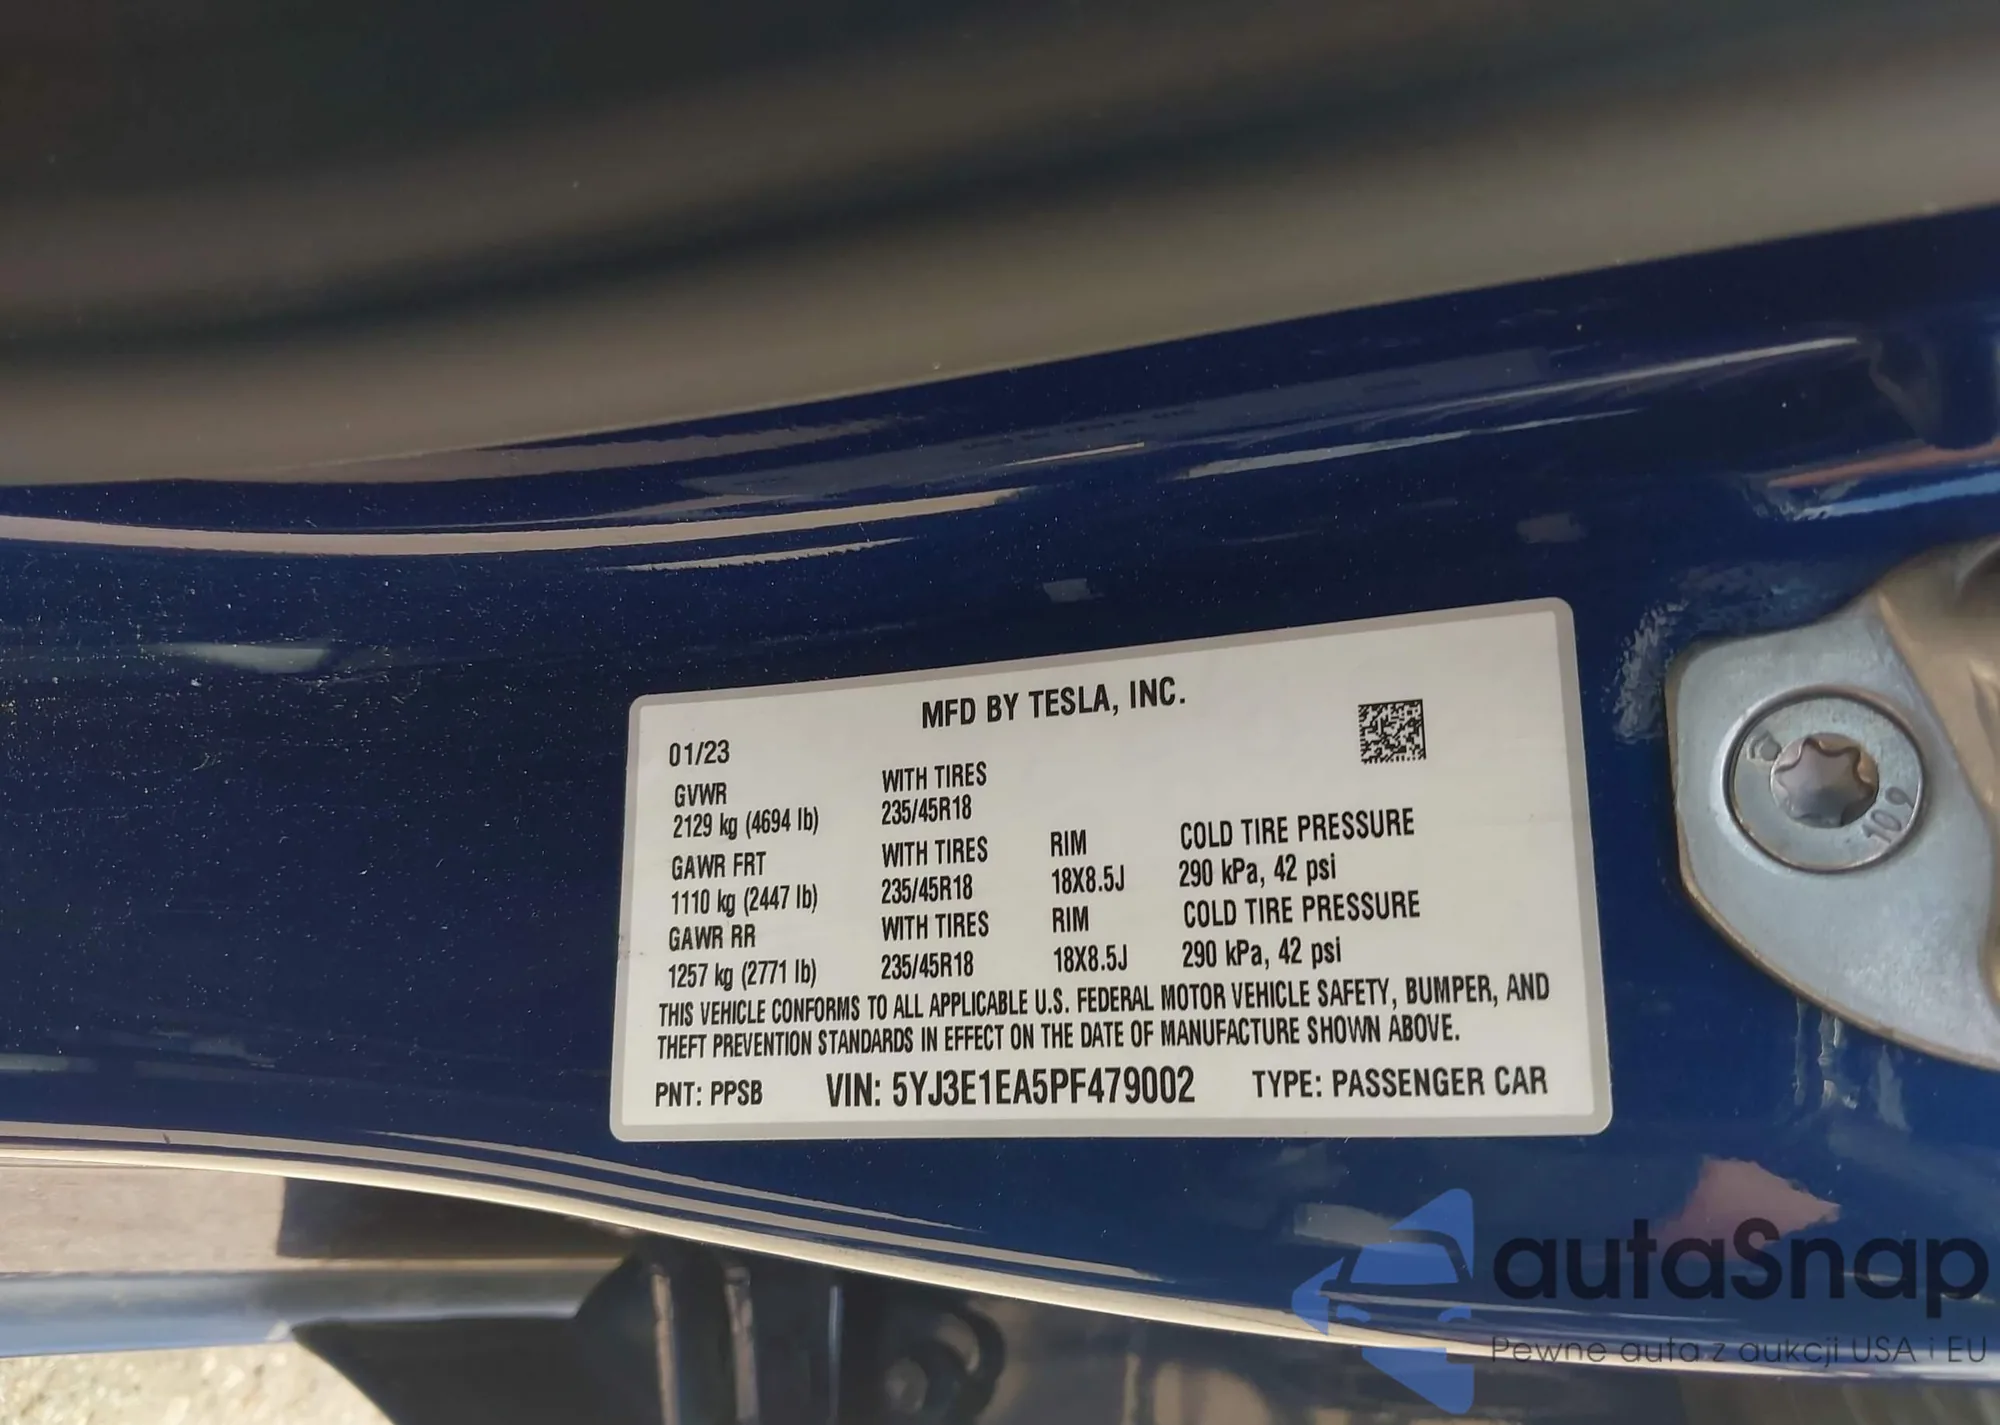 MFD BY TESLA, INC.
01/23
GVWR WITH TIRES
2129 kg (4694 lb) 235/45R18
GAWR FRT WITH TIRES RIM COLD TIRE PRESSURE
1110 kg (2447 lb) 235/45R18 18X8.5J 290 kPa, 42 psi
GAWR RR WITH TIRES RIM COLD TIRE PRESSURE
1257 kg (2771 lb) 235/45R18 18X8.5J 290 kPa, 42 psi
THIS VEHICLE CONFORMS TO ALL APPLICABLE U.S. FEDERAL MOTOR VEHICLE SAFETY, BUMPER, AND
THEFT PREVENTION STANDARDS IN EFFECT ON THE DATE OF MANUFACTURE SHOWN ABOVE.
PNT: PPSB VIN: 5YJ3E1EA5PF479002 TYPE: PASSENGER CAR
10.9
autaSnap
Pewne auta z aukcji USA i EU